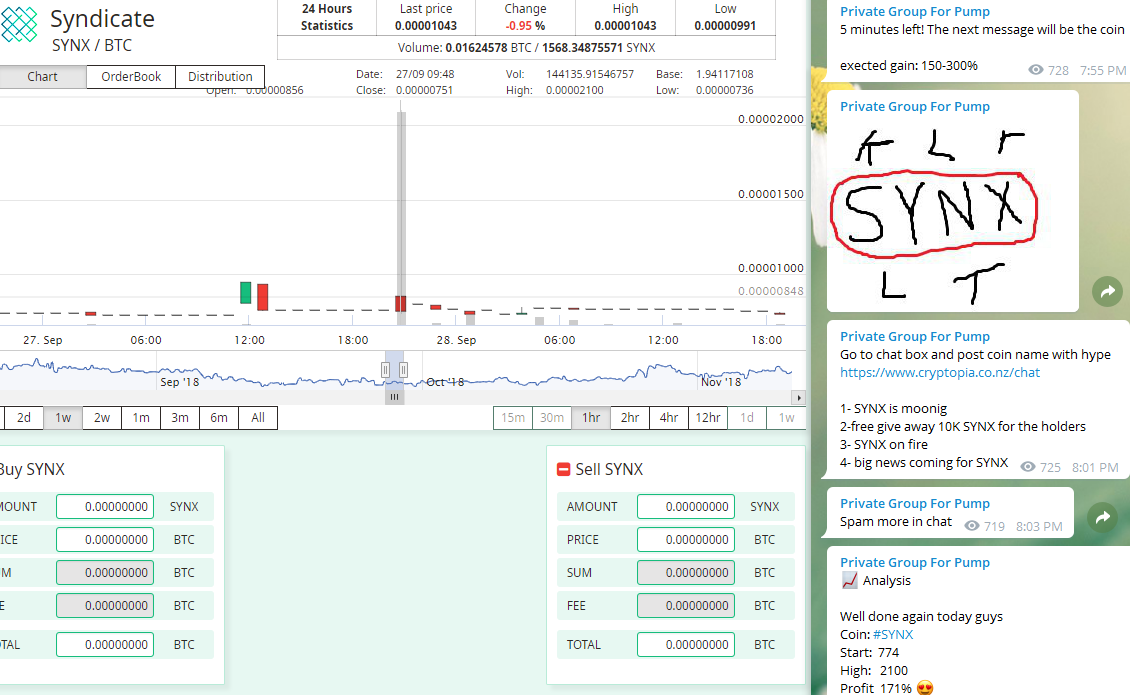 Syndicate
SYNX / BTC
24 Hours Statistics
Last price
0.00001043
Change
-0.95 %
High
0.00001043
Low
0.00000991
Volume: 0.01624578 BTC / 1568.34875571 SYNX
Chart
OrderBook
Distribution
Date: 27/09 09:48 Vol: 144135.91546757 Base: 1.94117108
Open: 0.00000856 Close: 0.00000751 High: 0.00002100 Low: 0.00000736
0.00002000
0.00001500
0.00001000
0.00000848
27. Sep 06:00 12:00 18:00 28. Sep 06:00 12:00 18:00
Sep '18 Oct '18 Nov '18
2d 1w 2w 1m 3m 6m All
15m 30m 1hr 2hr 4hr 12hr 1d 1w
Buy SYNX
MOUNT 0.00000000 SYNX
ICE 0.00000000 BTC
M 0.00000000 BTC
E 0.00000000 BTC
TAL 0.00000000 BTC
Sell SYNX
AMOUNT 0.00000000 SYNX
PRICE 0.00000000 BTC
SUM 0.00000000 BTC
FEE 0.00000000 BTC
TOTAL 0.00000000 BTC
Private Group For Pump
5 minutes left! The next message will be the coin
exected gain: 150-300%
728 7:55 PM
Private Group For Pump
SYNX
L T
Private Group For Pump
Go to chat box and post coin name with hype
https://www.cryptopia.co.nz/chat
1- SYNX is moonig
2-free give away 10K SYNX for the holders
3- SYNX on fire
4- big news coming for SYNX
725 8:01 PM
Private Group For Pump
Spam more in chat
719 8:03 PM
Private Group For Pump
📈 Analysis
Well done again today guys
Coin: #SYNX
Start: 774
High: 2100
Profit 171% 😍